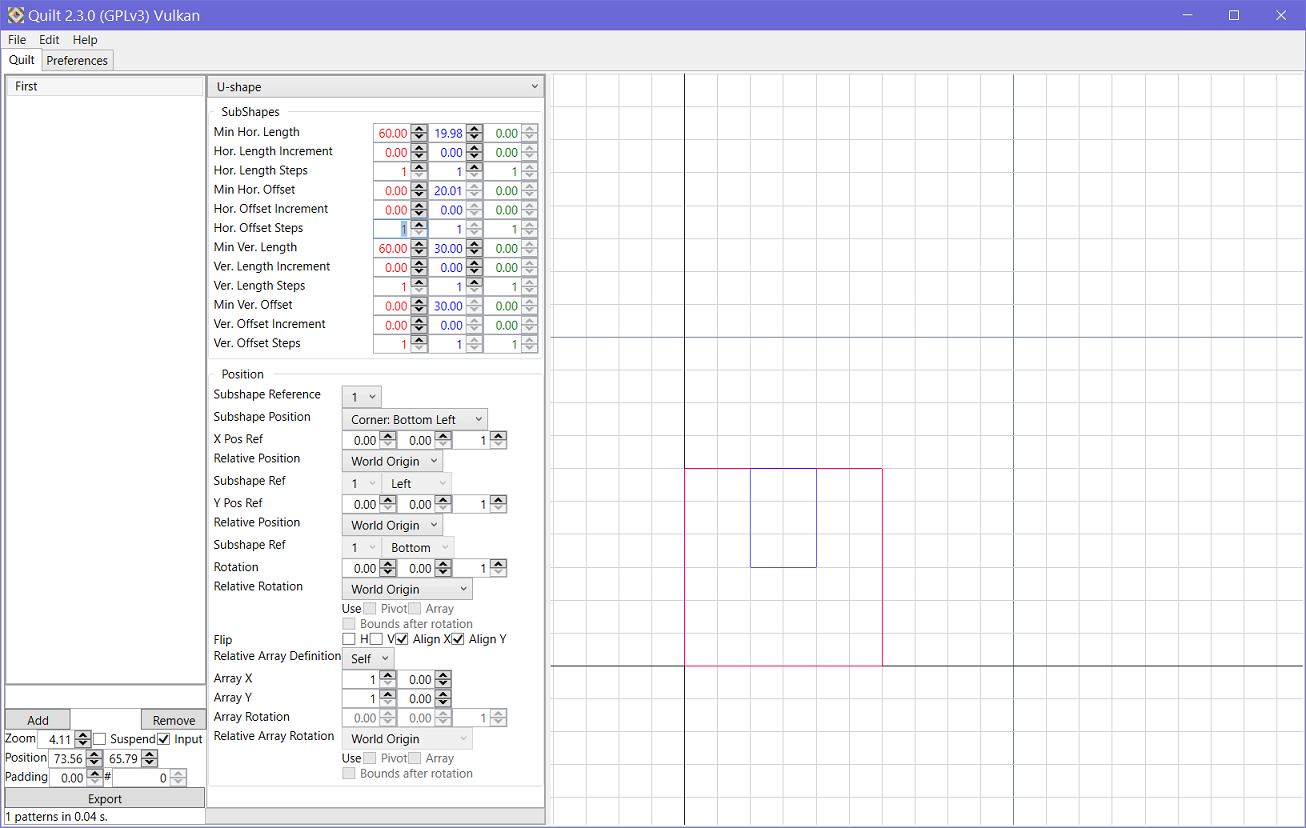 Quilt 2.3.0 (GPLv3) Vulkan
File Edit Help
Quilt Preferences
First
U-shape
SubShapes
Min Hor. Length 60.00 19.98 0.00
Hor. Length Increment 0.00 0.00 0.00
Hor. Length Steps 1 1 1
Min Hor. Offset 0.00 20.01 0.00
Hor. Offset Increment 0.00 0.00 0.00
Hor. Offset Steps 1 1 1
Min Ver. Length 60.00 30.00 0.00
Ver. Length Increment 0.00 0.00 0.00
Ver. Length Steps 1 1 1
Min Ver. Offset 0.00 30.00 0.00
Ver. Offset Increment 0.00 0.00 0.00
Ver. Offset Steps 1 1 1
Position
Subshape Reference 1
Subshape Position Corner: Bottom Left
X Pos Ref 0.00 0.00 1
Relative Position World Origin
Subshape Ref 1 Left
Y Pos Ref 0.00 0.00 1
Relative Position World Origin
Subshape Ref 1 Bottom
Rotation 0.00 0.00 1
Relative Rotation World Origin
Use Pivot Array
Bounds after rotation
Flip H V Align X Align Y
Relative Array Definition Self
Array X 1 0.00
Array Y 1 0.00
Array Rotation 0.00 0.00 1
Relative Array Rotation World Origin
Use Pivot Array
Bounds after rotation
Add Remove
Zoom 4.11 Suspend Input
Position 73.56 65.79
Padding 0.00 # 0
Export
1 patterns in 0.04 s.